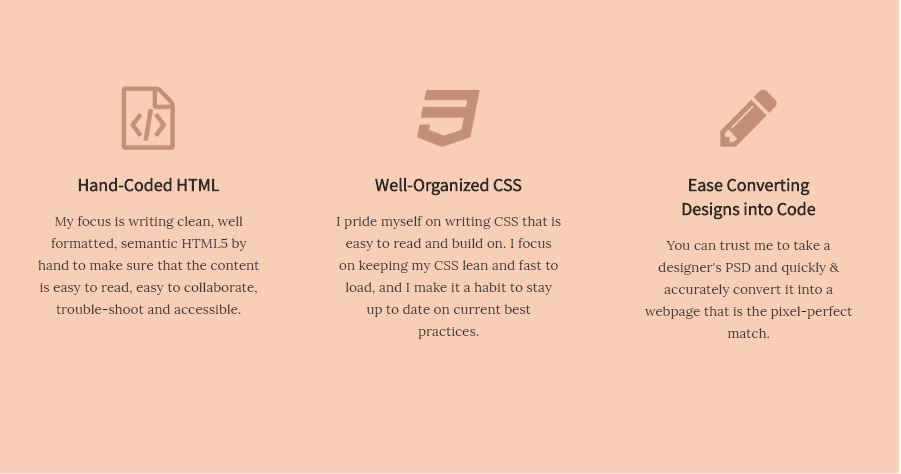 Hand-Coded HTML
My focus is writing clean, well
formatted, semantic HTML5 by
hand to make sure that the content
is easy to read, easy to collaborate,
trouble-shoot and accessible.
Well-Organized CSS
I pride myself on writing CSS that is
easy to read and build on. I focus
on keeping my CSS lean and fast to
load, and I make it a habit to stay
up to date on current best
practices.
Ease Converting
Designs into Code
You can trust me to take a
designer's PSD and quickly &
accurately convert it into a
webpage that is the pixel-perfect
match.